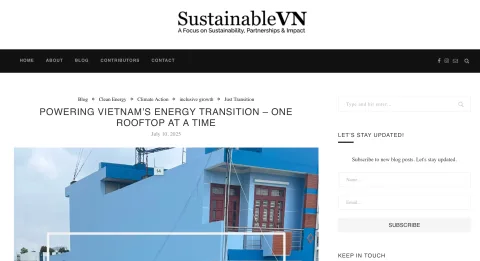 SustainableVN
A Focus on Sustainability, Partnerships & Impact
HOME ABOUT BLOG CONTRIBUTORS CONTACT
Blog • Clean Energy • Climate Action • inclusive growth • Just Transition
POWERING VIETNAM'S ENERGY TRANSITION – ONE
ROOFTOP AT A TIME
July 10, 2025
Type, and hit enter...
LET'S STAY UPDATED!
Subscribe to new blog posts. Let's stay updated.
Name...
Email...
SUBSCRIBE
KEEP IN TOUCH